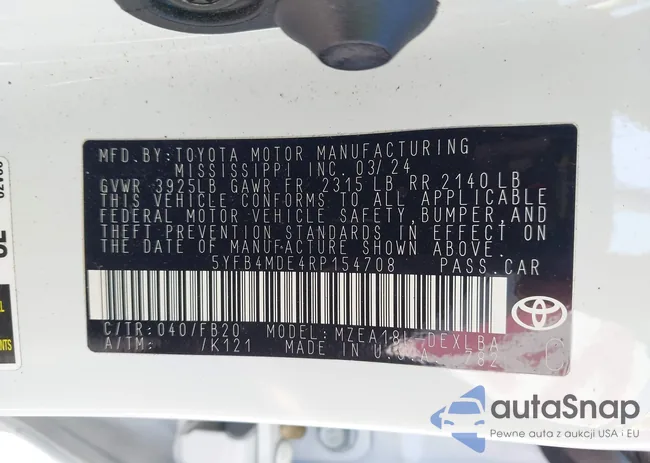 MFD. BY: TOYOTA MOTOR MANUFACTURING
MISSISSIPPI INC. 03/24
GVWR 3925LB GAWR FR 2315 LB RR 2140 LB
THIS VEHICLE CONFORMS TO ALL APPLICABLE
FEDERAL MOTOR VEHICLE SAFETY, BUMPER, AND
THEFT PREVENTION STANDARDS IN EFFECT ON
THE DATE OF MANUFACTURE SHOWN ABOVE.
5YFB4MDE4RP154708 PASS. CAR
C/TR: 040/FB20 MODEL: MZEA18L-DEXLBA
A/TM: /K121 MADE IN U.S.A. 782
autoSnap
Pewne auta z aukcji USA i EU